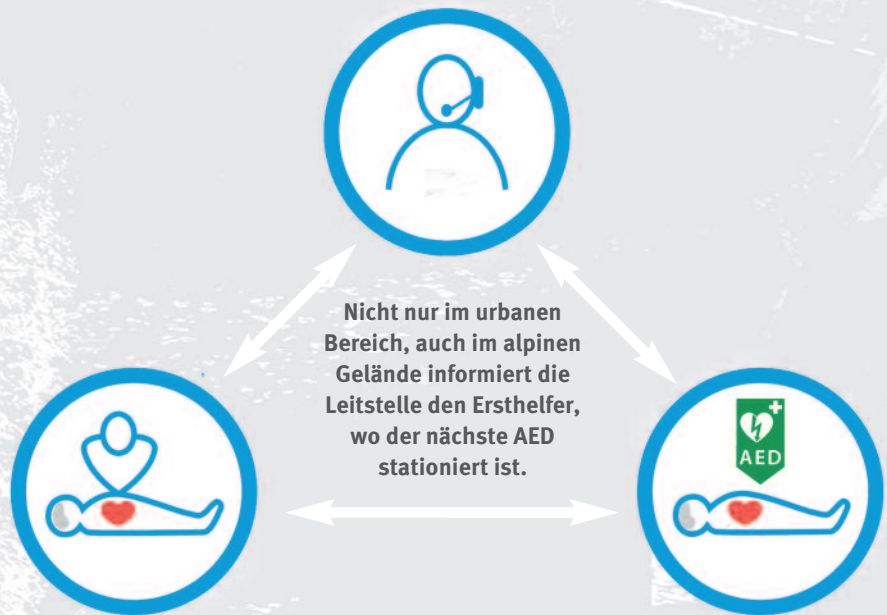 Nicht nur im urbanen
Bereich, auch im alpinen
Gelände informiert die
Leitstelle den Ersthelfer,
wo der nächste AED
stationiert ist.
AED